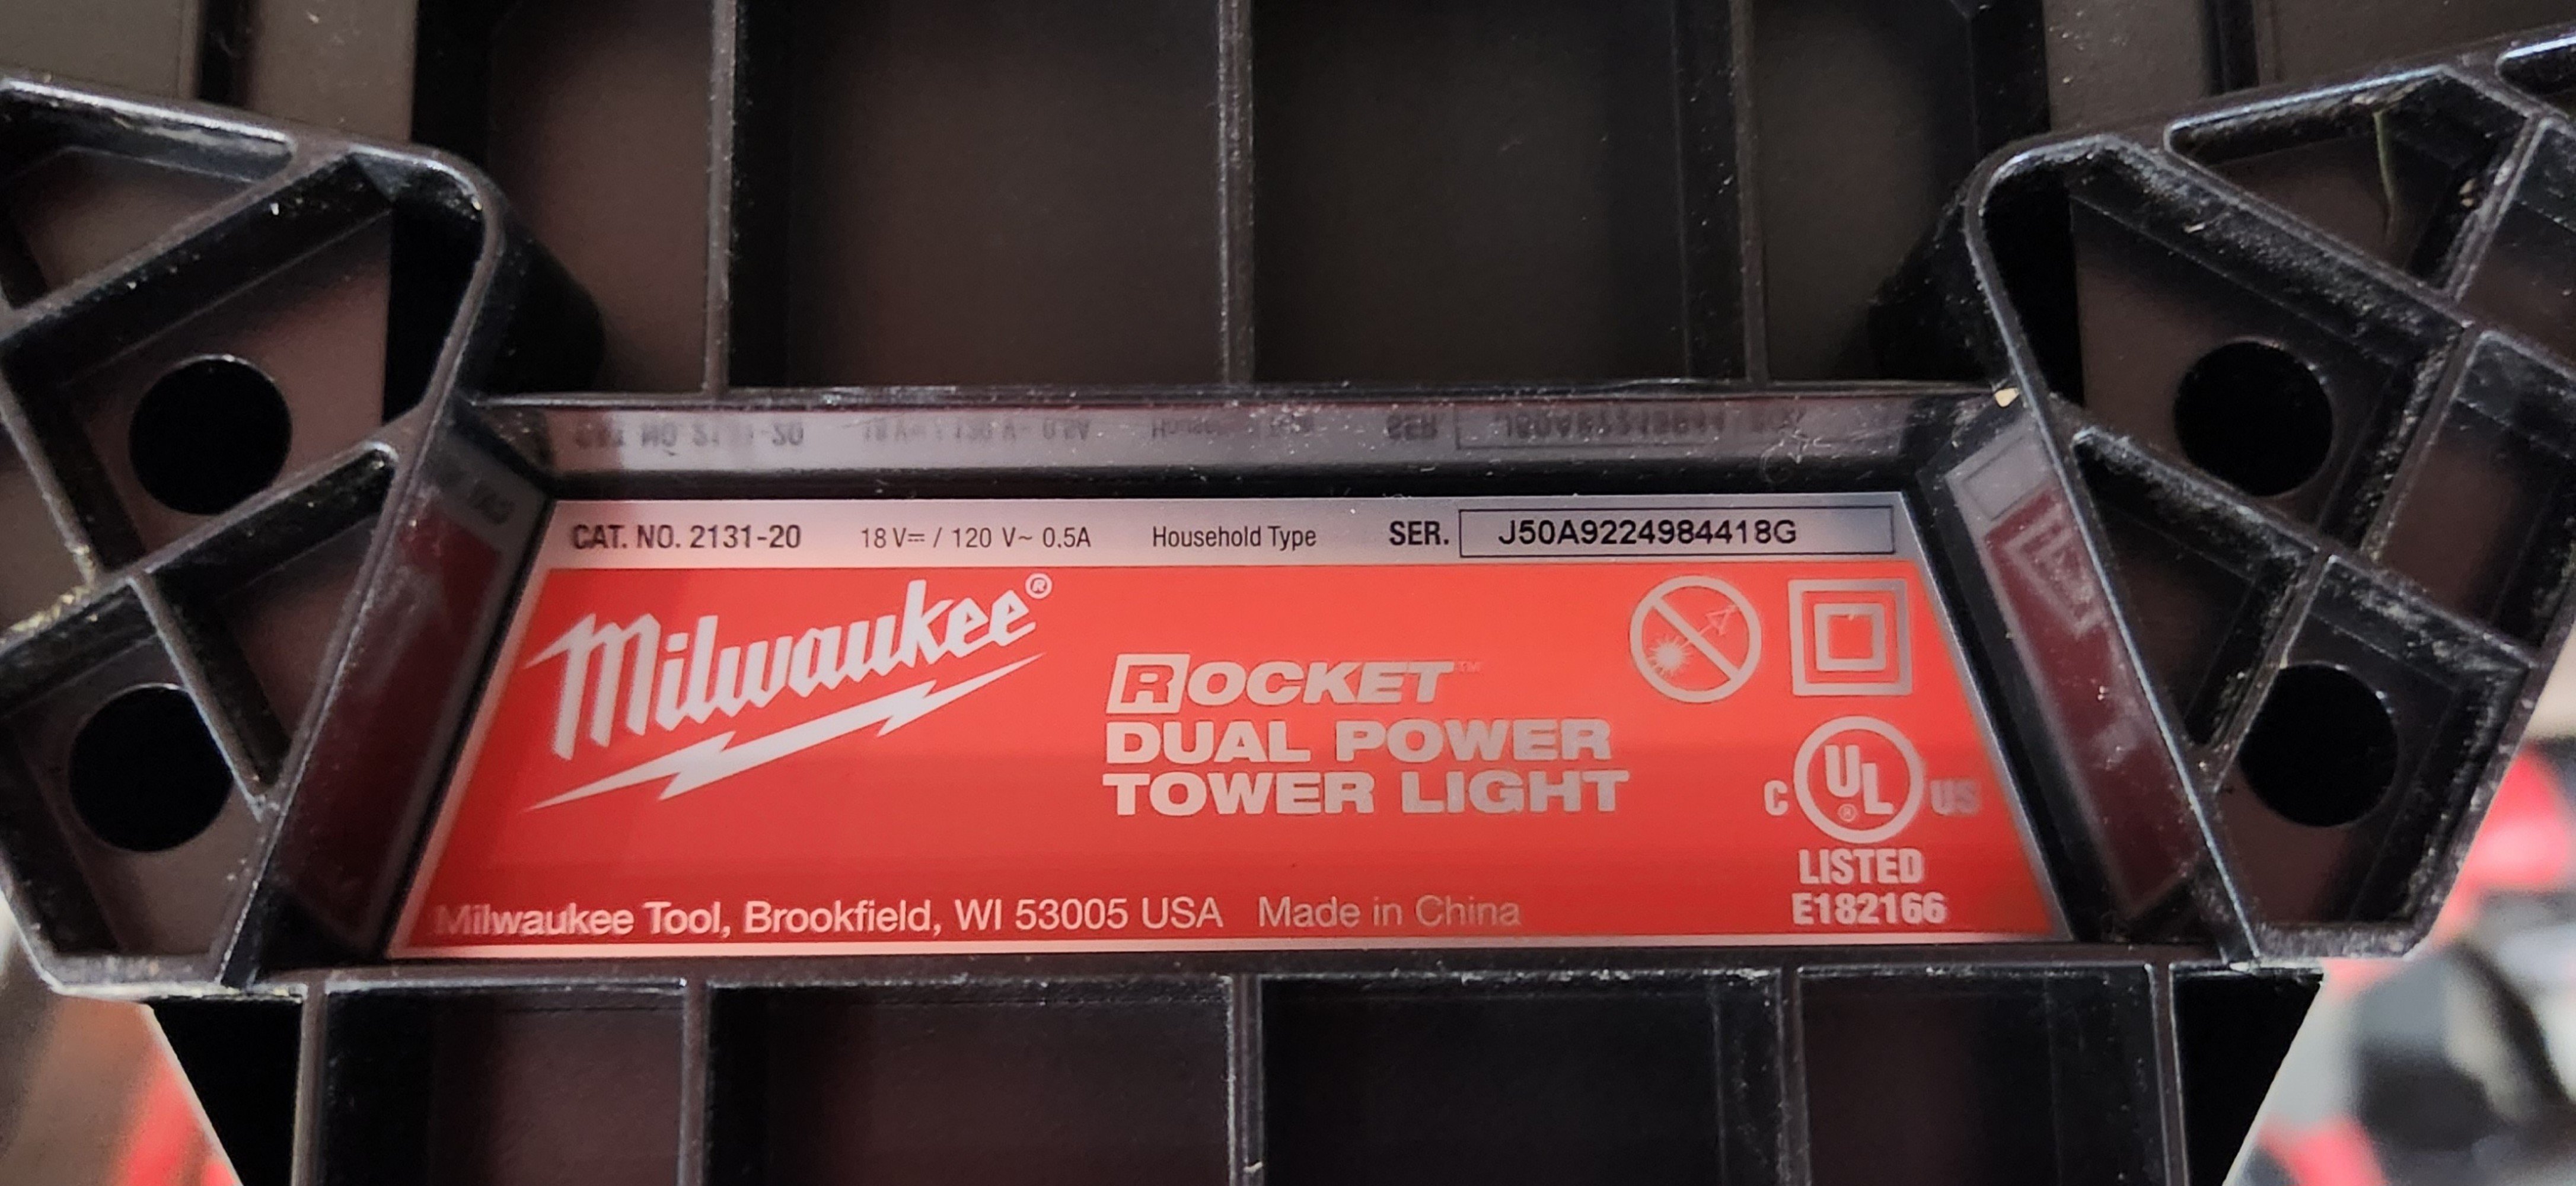 CAT. NO. 2131-20 18 V⎓ / 120 V~ 0.5A Household Type SER. J50A9224984418G
Milwaukee®
ROCKET™
DUAL POWER
TOWER LIGHT
C UL® US
LISTED
E182166
Milwaukee Tool, Brookfield, WI 53005 USA Made in China